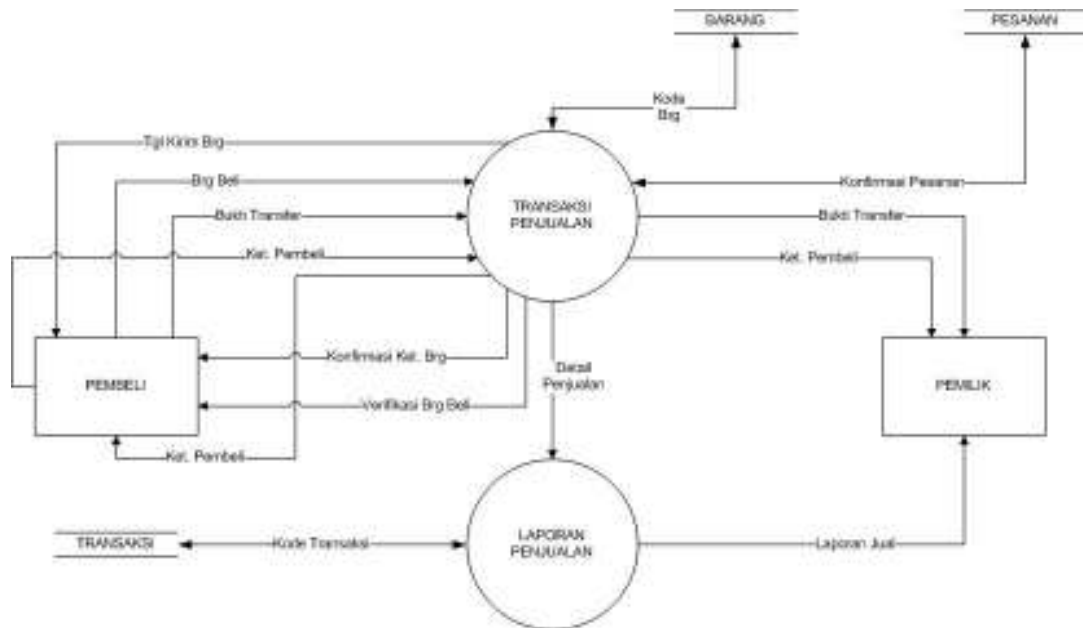 BARANG
PESANAN
Kode
Brg
Tgl Kirim Brg
Brg Beli
Konfirmasi Pesanan
TRANSAKSI
PENJUALAN
Bukti Transfer
Bukti Transfer
Ket. Pembeli
Ket. Pembeli
Konfirmasi Ket. Brg
Detail
Penjualan
PEMBELI
PEMILIK
Verifikasi Brg Beli
Ket. Pembeli
TRANSAKSI
Kode Transaksi
LAPORAN
PENJUALAN
Laporan Jual